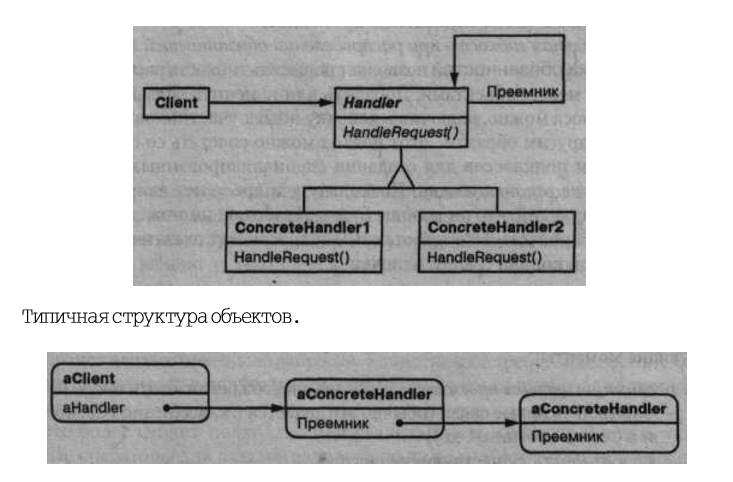 Client
Handler
HandleRequest()
Преемник
ConcreteHandler1
HandleRequest()
ConcreteHandler2
HandleRequest()
Типичная структура объектов.
aClient
aHandler
aConcreteHandler
Преемник
aConcreteHandler
Преемник